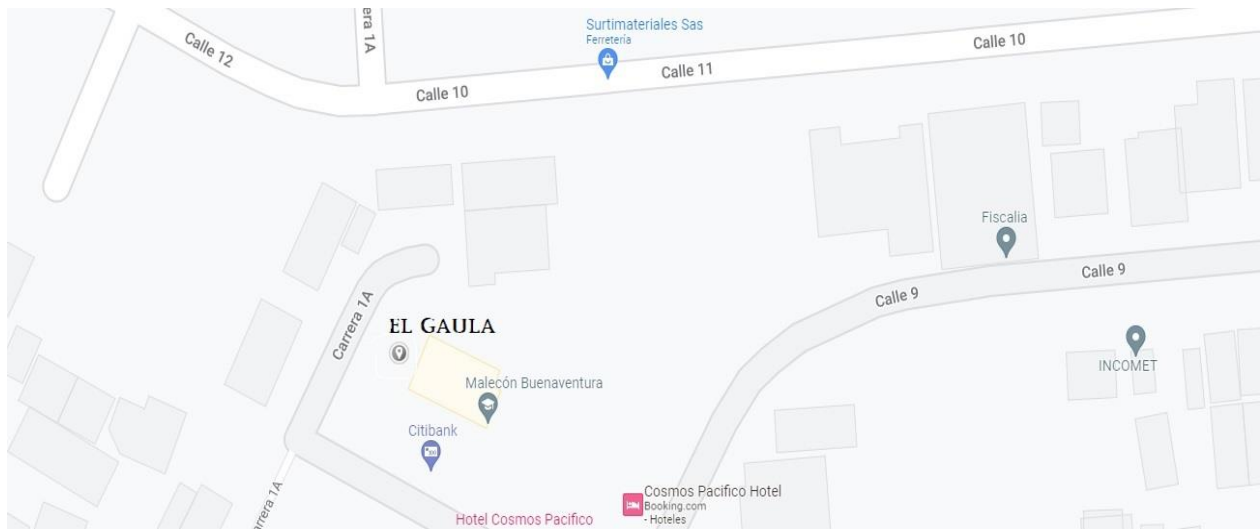 era 1A
Surtimateriales Sas
Ferretería
Calle 12
Calle 10
Calle 11
Calle 10
Fiscalia
Calle 9
Calle 9
Carrera 1A
EL GAULA
INCOMET
Malecón Buenaventura
Citibank
rrera 1A
Cosmos Pacifico Hotel
Booking.com
- Hoteles
Hotel Cosmos Pacifico